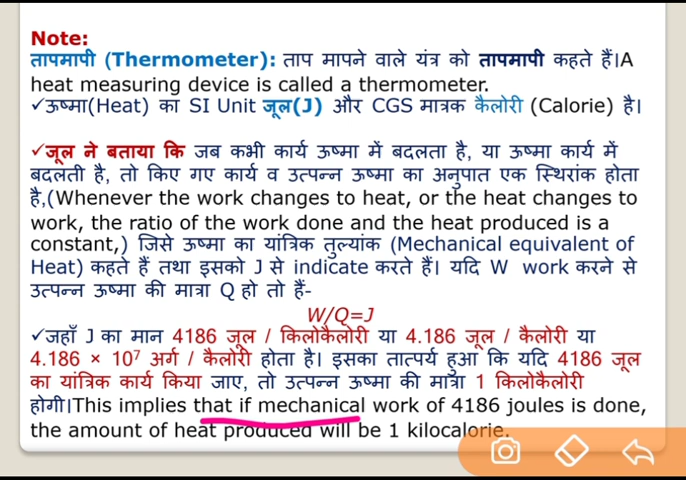 Note:
तापमापी (Thermometer): ताप मापने वाले यंत्र को तापमापी कहते हैं।A
heat measuring device is called a thermometer.
✓ऊष्मा(Heat) का SI Unit जूल(J) और CGS मात्रक कैलोरी (Calorie) है।
✓जूल ने बताया कि जब कभी कार्य ऊष्मा में बदलता है, या ऊष्मा कार्य में
बदलती है, तो किए गए कार्य व उत्पन्न ऊष्मा का अनुपात एक स्थिरांक होता
है,(Whenever the work changes to heat, or the heat changes to
work, the ratio of the work done and the heat produced is a
constant,) जिसे ऊष्मा का यांत्रिक तुल्यांक (Mechanical equivalent of
Heat) कहते हैं तथा इसको J से indicate करते हैं। यदि W work करने से
उत्पन्न ऊष्मा की मात्रा Q हो तो हैं-
W/Q=J
✓जहाँ J का मान 4186 जूल / किलोकैलोरी या 4.186 जूल / कैलोरी या
4.186 × 10⁷ अर्ग / कैलोरी होता है। इसका तात्पर्य हुआ कि यदि 4186 जूल
का यांत्रिक कार्य किया जाए, तो उत्पन्न ऊष्मा की मात्रा 1 किलोकैलोरी
होगी।This implies that if mechanical work of 4186 joules is done,
the amount of heat produced will be 1 kilocalorie.